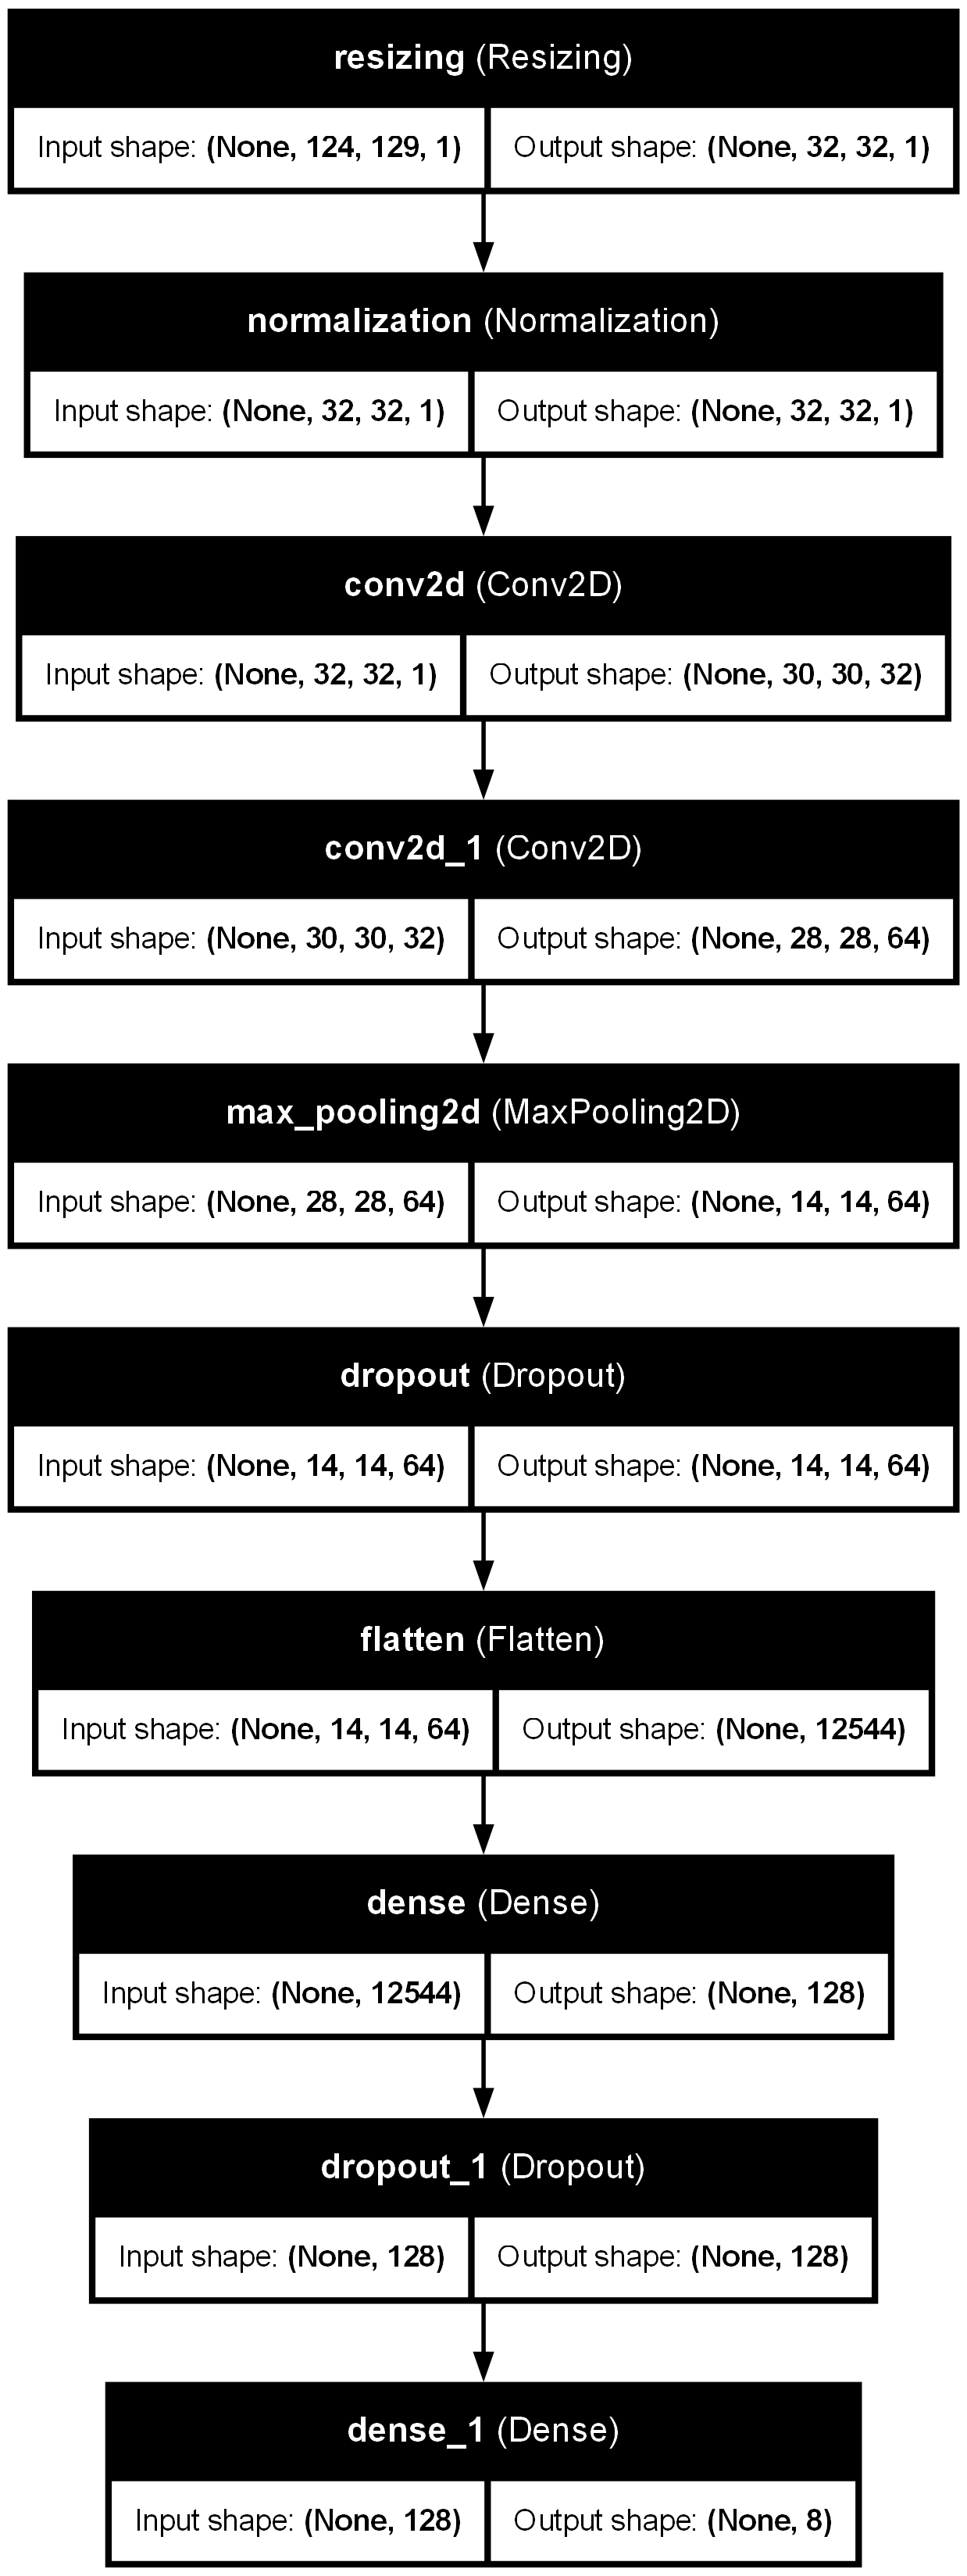 resizing (Resizing)
Input shape: (None, 124, 129, 1) Output shape: (None, 32, 32, 1)
normalization (Normalization)
Input shape: (None, 32, 32, 1) Output shape: (None, 32, 32, 1)
conv2d (Conv2D)
Input shape: (None, 32, 32, 1) Output shape: (None, 30, 30, 32)
conv2d_1 (Conv2D)
Input shape: (None, 30, 30, 32) Output shape: (None, 28, 28, 64)
max_pooling2d (MaxPooling2D)
Input shape: (None, 28, 28, 64) Output shape: (None, 14, 14, 64)
dropout (Dropout)
Input shape: (None, 14, 14, 64) Output shape: (None, 14, 14, 64)
flatten (Flatten)
Input shape: (None, 14, 14, 64) Output shape: (None, 12544)
dense (Dense)
Input shape: (None, 12544) Output shape: (None, 128)
dropout_1 (Dropout)
Input shape: (None, 128) Output shape: (None, 128)
dense_1 (Dense)
Input shape: (None, 128) Output shape: (None, 8)